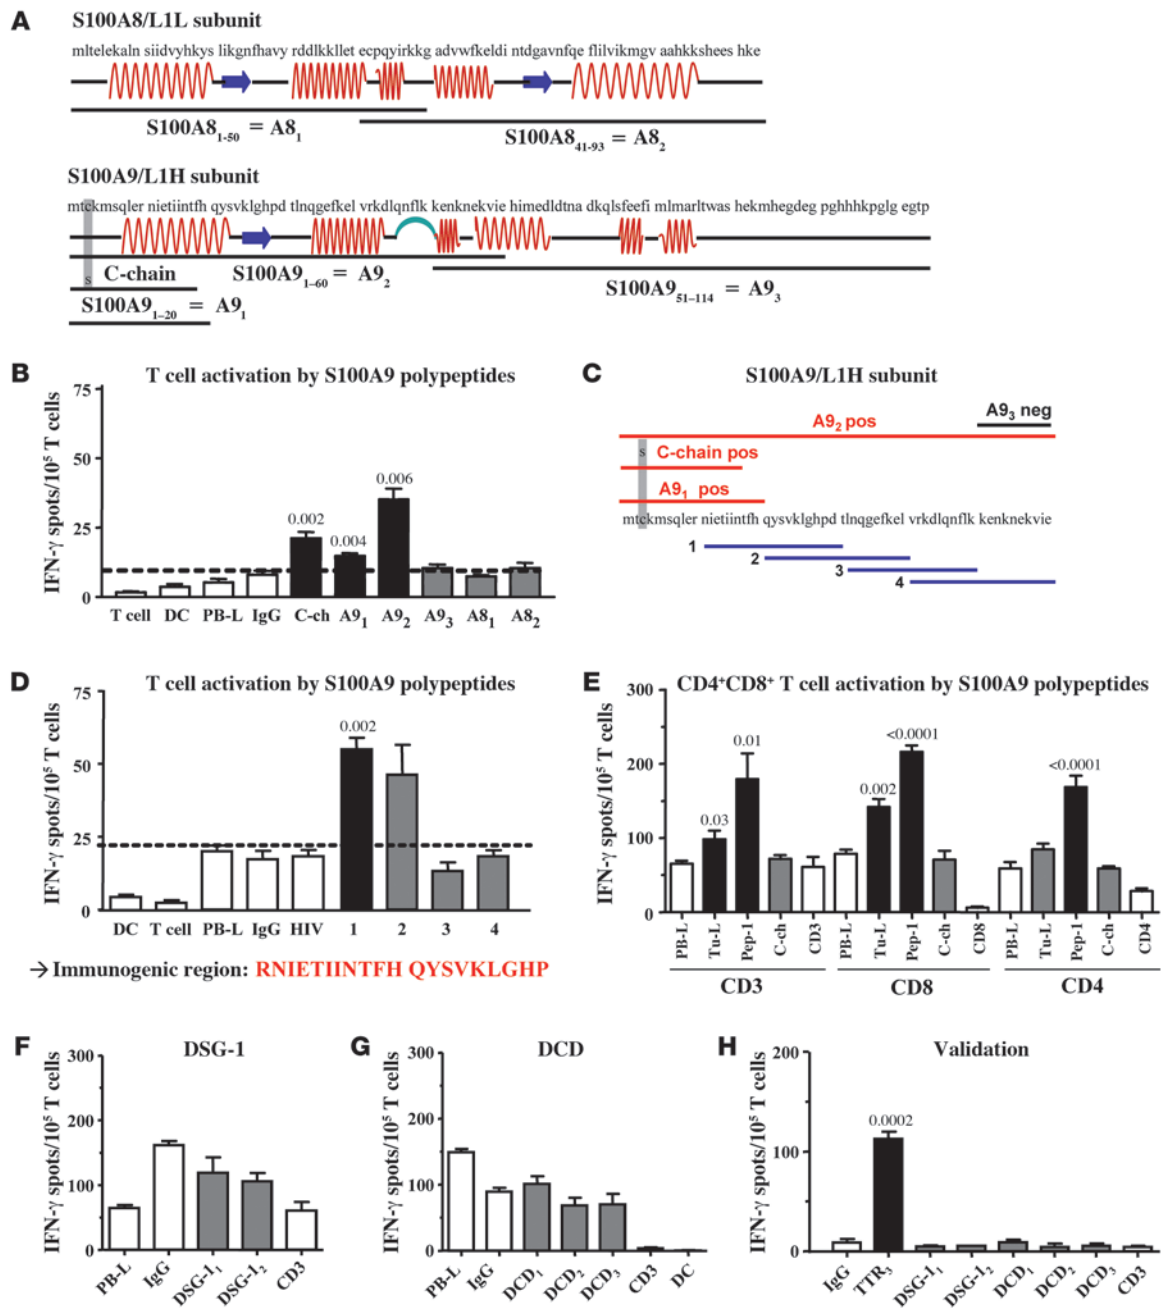 A
S100A8/L1L subunit
mltelekaln siidvyhkys likgnfhavy rddlkkllet ecpqyirkkg advwfkeldi ntdgavnfqe flilvikmgv aahkkshees hke
S100A8₁₋₅₀ = A8₁
S100A8₄₁₋₉₃ = A8₂
S100A9/L1H subunit
mtckmsqler nietiintfh qysvklghpd tlnqgefkel vrkdlqnflk kenknekvie himedldtna dkqlsfeefi mlmarltwas hekmhegdeg pghhhkpglg egtp
s
C-chain
S100A9₁₋₆₀ = A9₂
S100A9₅₁₋₁₁₄ = A9₃
S100A9₁₋₂₀ = A9₁
B
T cell activation by S100A9 polypeptides
IFN-γ spots/10⁵ T cells
75
50
25
0
0.002
0.004
0.006
T cell DC PB-L IgG C-ch A9₁ A9₂ A9₃ A8₁ A8₂
C
S100A9/L1H subunit
A9₃ neg
A9₂ pos
s
C-chain pos
A9₁ pos
mtckmsqler nietiintfh qysvklghpd tlnqgefkel vrkdlqnflk kenknekvie
1
2
3
4
D
T cell activation by S100A9 polypeptides
IFN-γ spots/10⁵ T cells
75
50
25
0
0.002
DC T cell PB-L IgG HIV 1 2 3 4
→ Immunogenic region: RNIETIINTFH QYSVKLGHP
E
CD4⁺CD8⁺ T cell activation by S100A9 polypeptides
IFN-γ spots/10⁵ T cells
300
200
100
0
0.03
0.01
0.002
<0.0001
<0.0001
PB-L Tu-L Pep-1 C-ch CD3 PB-L Tu-L Pep-1 C-ch CD8 PB-L Tu-L Pep-1 C-ch CD4
CD3 CD8 CD4
F
DSG-1
IFN-γ spots/10⁵ T cells
300
200
100
0
PB-L IgG DSG-1₁ DSG-1₂ CD3
G
DCD
IFN-γ spots/10⁵ T cells
300
200
100
0
PB-L IgG DCD₁ DCD₂ DCD₃ CD3 DC
H
Validation
IFN-γ spots/10⁵ T cells
200
100
0
0.0002
IgG TTR₃ DSG-1₁ DSG-1₂ DCD₁ DCD₂ DCD₃ CD3